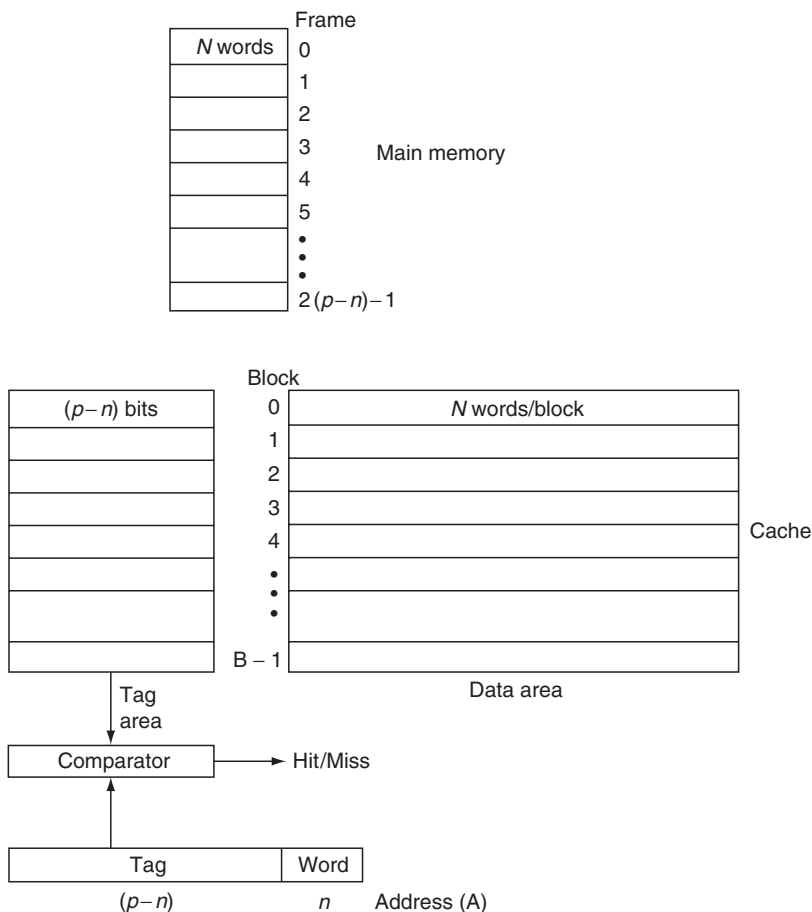 Frame
N words 0
1
2
3
Main memory
4
5
2(p–n)–1
Block
(p–n) bits 0 N words/block
1
2
3
4
Cache
B – 1
Data area
Tag
area
Comparator
Hit/Miss
Tag Word
(p–n) n Address (A)